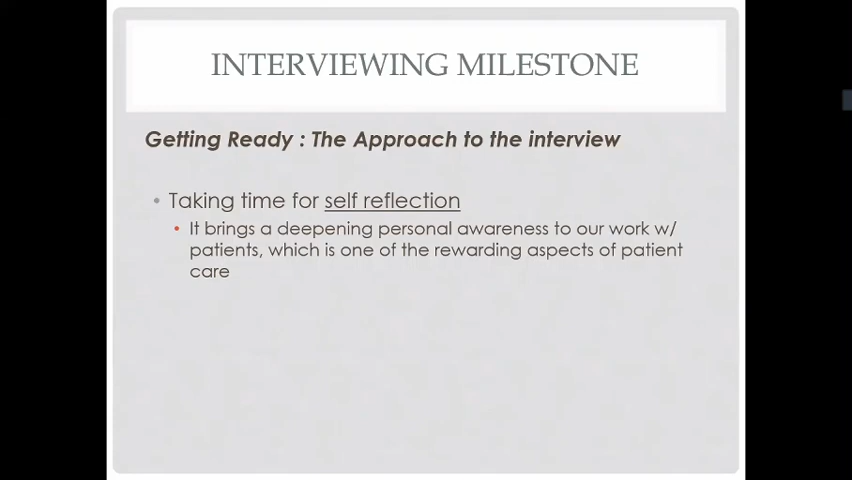 INTERVIEWING MILESTONE
Getting Ready : The Approach to the interview
• Taking time for self reflection
• It brings a deepening personal awareness to our work w/
patients, which is one of the rewarding aspects of patient
care